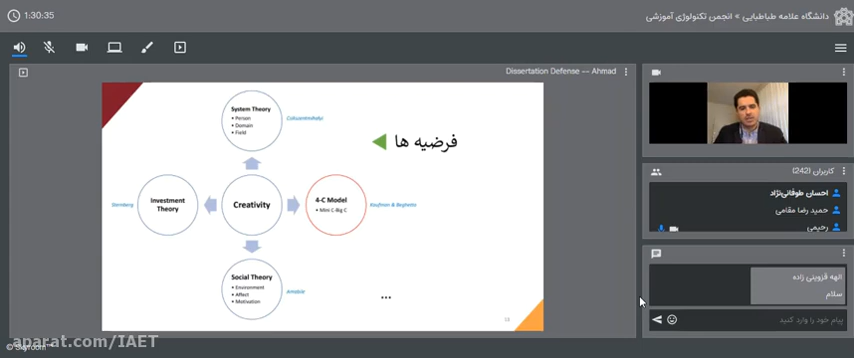 1:30:35
دانشگاه علامه طباطبایی » انجمن تکنولوژی آموزشی
Dissertation Defense -- Ahmad
فرضیه ها
System Theory
• Person
• Domain
• Field
Csikszentmihalyi
Sternberg
Investment
Theory
Creativity
4-C Model
• Mini C-Big C
Kaufman & Beghetto
Social Theory
• Environment
• Affect
• Motivation
Amabile
...
13
کاربران (242)
احسان طوفانی‌نژاد
حمید رضا مقامی
رحیمی
الهه قزوینی زاده
سلام
پیام خود را وارد کنید
aparat.com/IAET
© Skyroom